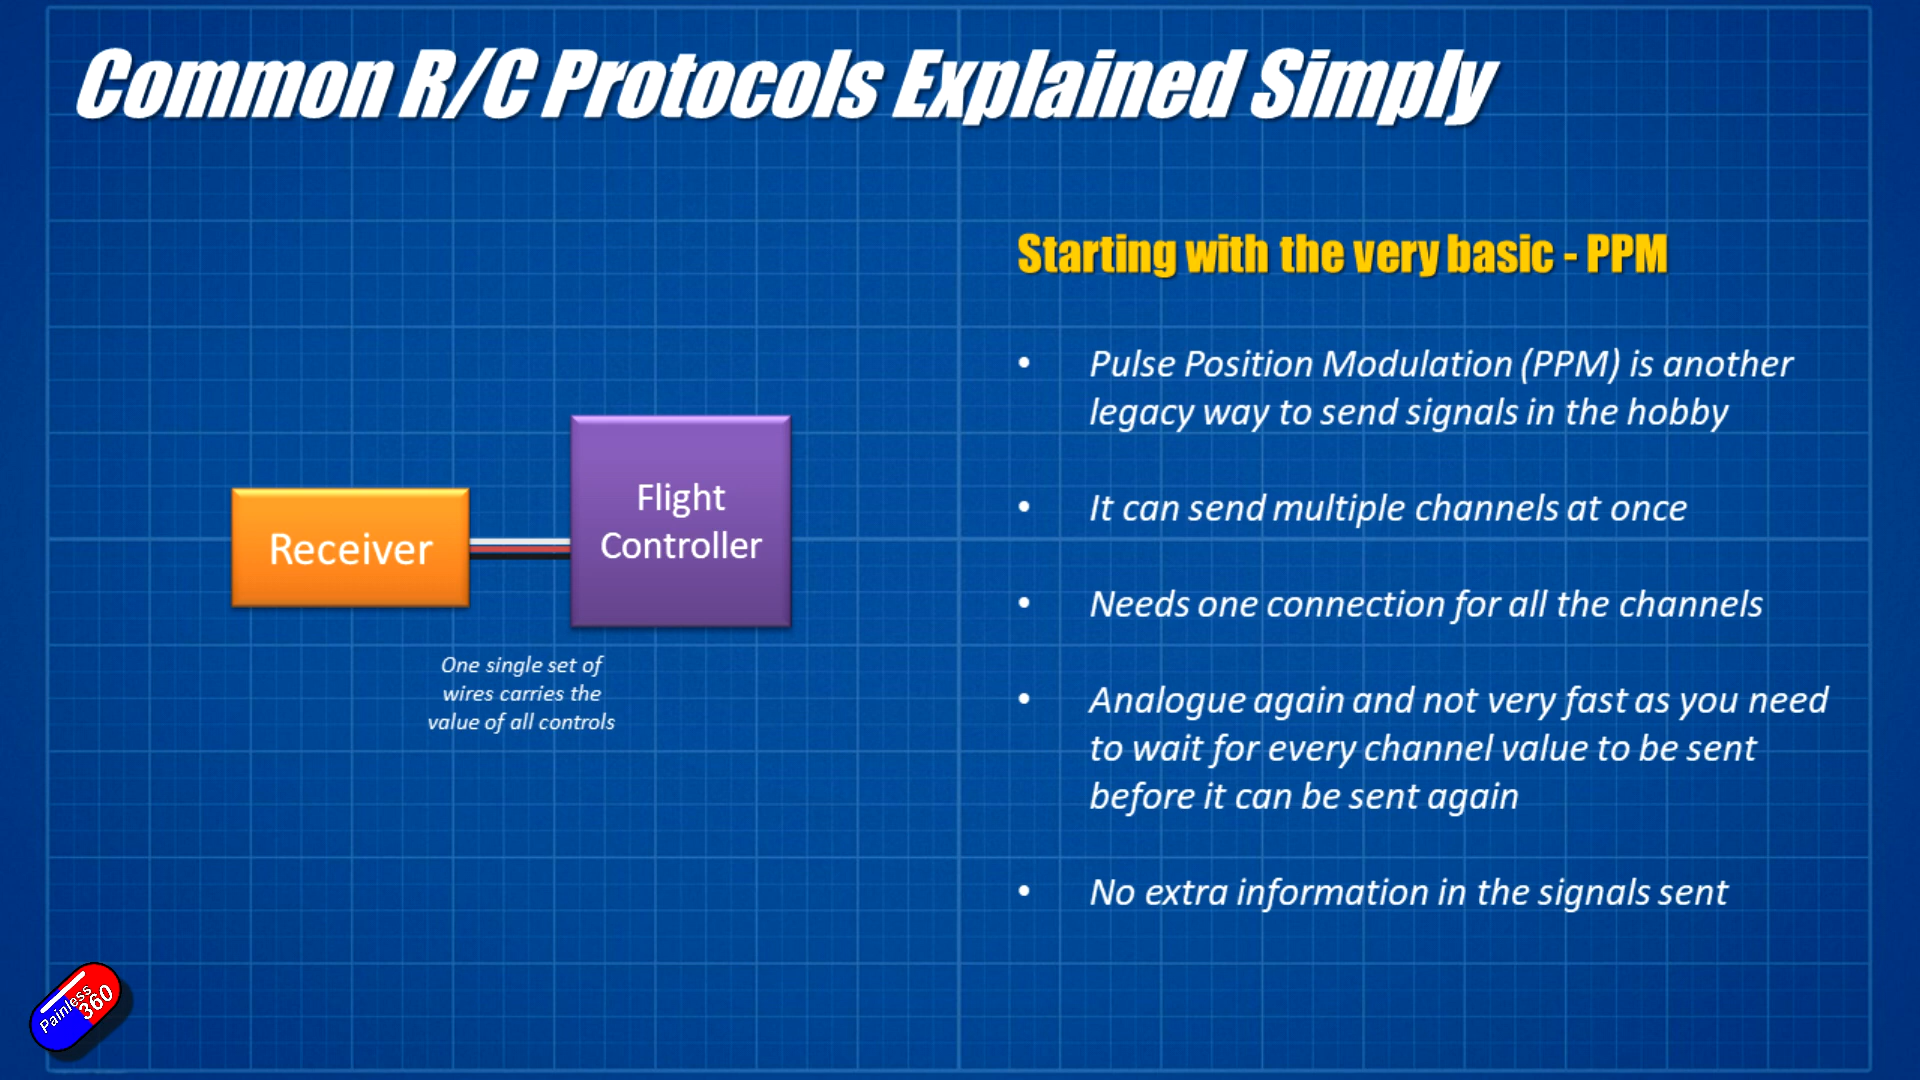 Common R/C Protocols Explained Simply
Starting with the very basic - PPM
• Pulse Position Modulation (PPM) is another
legacy way to send signals in the hobby
• It can send multiple channels at once
• Needs one connection for all the channels
• Analogue again and not very fast as you need
to wait for every channel value to be sent
before it can be sent again
• No extra information in the signals sent
Receiver
Flight
Controller
One single set of
wires carries the
value of all controls
Painless
360